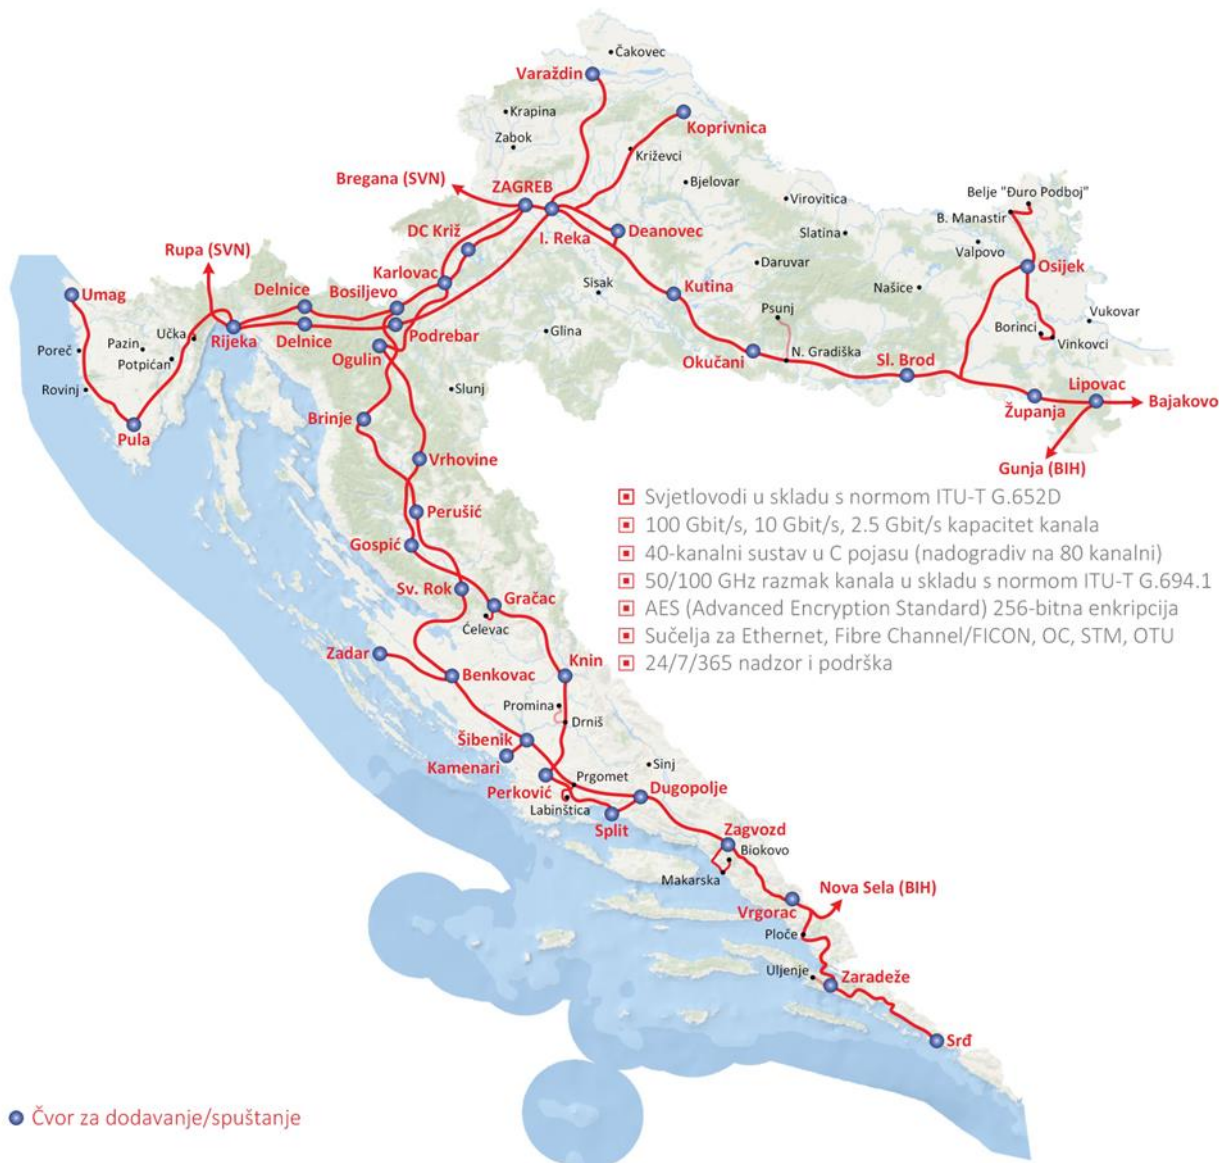 Čakovec
Varaždin
Krapina
Koprivnica
Zabok
Križevci
Bregana (SVN)
ZAGREB
Bjelovar
Virovitica
Belje "Đuro Podboj"
B. Manastir
DC Križ
I. Reka
Deanovec
Slatina
Valpovo
Rupa (SVN)
Karlovac
Daruvar
Osijek
Umag
Delnice
Bosiljevo
Sisak
Kutina
Našice
Psunj
Vukovar
Učka
Rijeka
Delnice
Podrebar
Glina
Borinci
Vinkovci
Poreč
Pazin
Potpićan
Ogulin
Okučani
N. Gradiška
Sl. Brod
Rovinj
Slunj
Lipovac
Bajakovo
Županja
Pula
Brinje
Vrhovine
Gunja (BIH)
Svjetlovodi u skladu s normom ITU-T G.652D
100 Gbit/s, 10 Gbit/s, 2.5 Gbit/s kapacitet kanala
40-kanalni sustav u C pojasu (nadogradiv na 80 kanalni)
50/100 GHz razmak kanala u skladu s normom ITU-T G.694.1
AES (Advanced Encryption Standard) 256-bitna enkripcija
Sučelja za Ethernet, Fibre Channel/FICON, OC, STM, OTU
24/7/365 nadzor i podrška
Perušić
Gospić
Sv. Rok
Gračac
Ćelevac
Zadar
Benkovac
Knin
Promina
Drniš
Šibenik
Kamenari
Sinj
Perković
Prgomet
Dugopolje
Labinštica
Split
Zagvozd
Biokovo
Makarska
Nova Sela (BIH)
Vrgorac
Ploče
Uljenje
Zaradeže
Srđ
Čvor za dodavanje/spuštanje